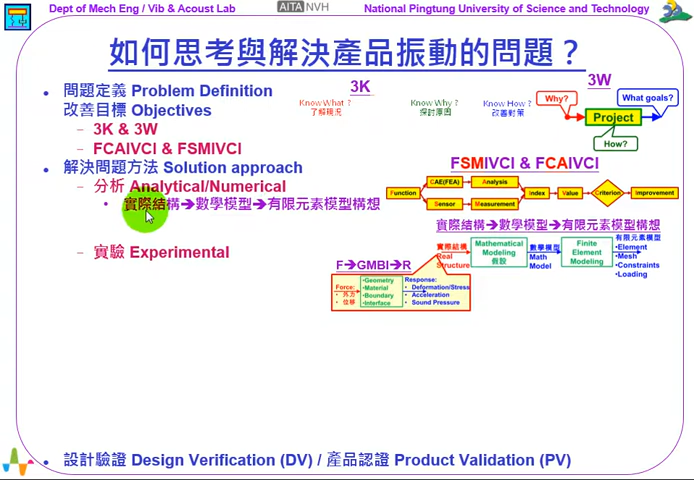 Dept of Mech Eng / Vib & Acoust Lab
AITA NVH
National Pingtung University of Science and Technology
如何思考與解決產品振動的問題？
• 問題定義 Problem Definition
改善目標 Objectives
– 3K & 3W
– FCAIVCI & FSMIVCI
• 解決問題方法 Solution approach
– 分析 Analytical/Numerical
• 實際結構➔數學模型➔有限元素模型構想
– 實驗 Experimental
3K
Know What ?
了解現況
Know Why ?
探討原因
Know How ?
改善對策
3W
Why?
What goals?
Project
How?
FSMIVCI & FCAIVCI
Function
CAE(FEA)
Analysis
Sensor
Measurement
Index
Value
Criterion
Improvement
實際結構➔數學模型➔有限元素模型構想
實際結構
Real
Structure
Mathematical
Modeling
假設
數學模型
Math
Model
Finite
Element
Modeling
有限元素模型
•Element
•Mesh
•Constraints
•Loading
F➔GMBI➔R
Force:
• 外力
• 位移
•Geometry
•Material
•Boundary
•Interface
Response:
• Deformation/Stress
• Acceleration
• Sound Pressure
• 設計驗證 Design Verification (DV) / 產品認證 Product Validation (PV)